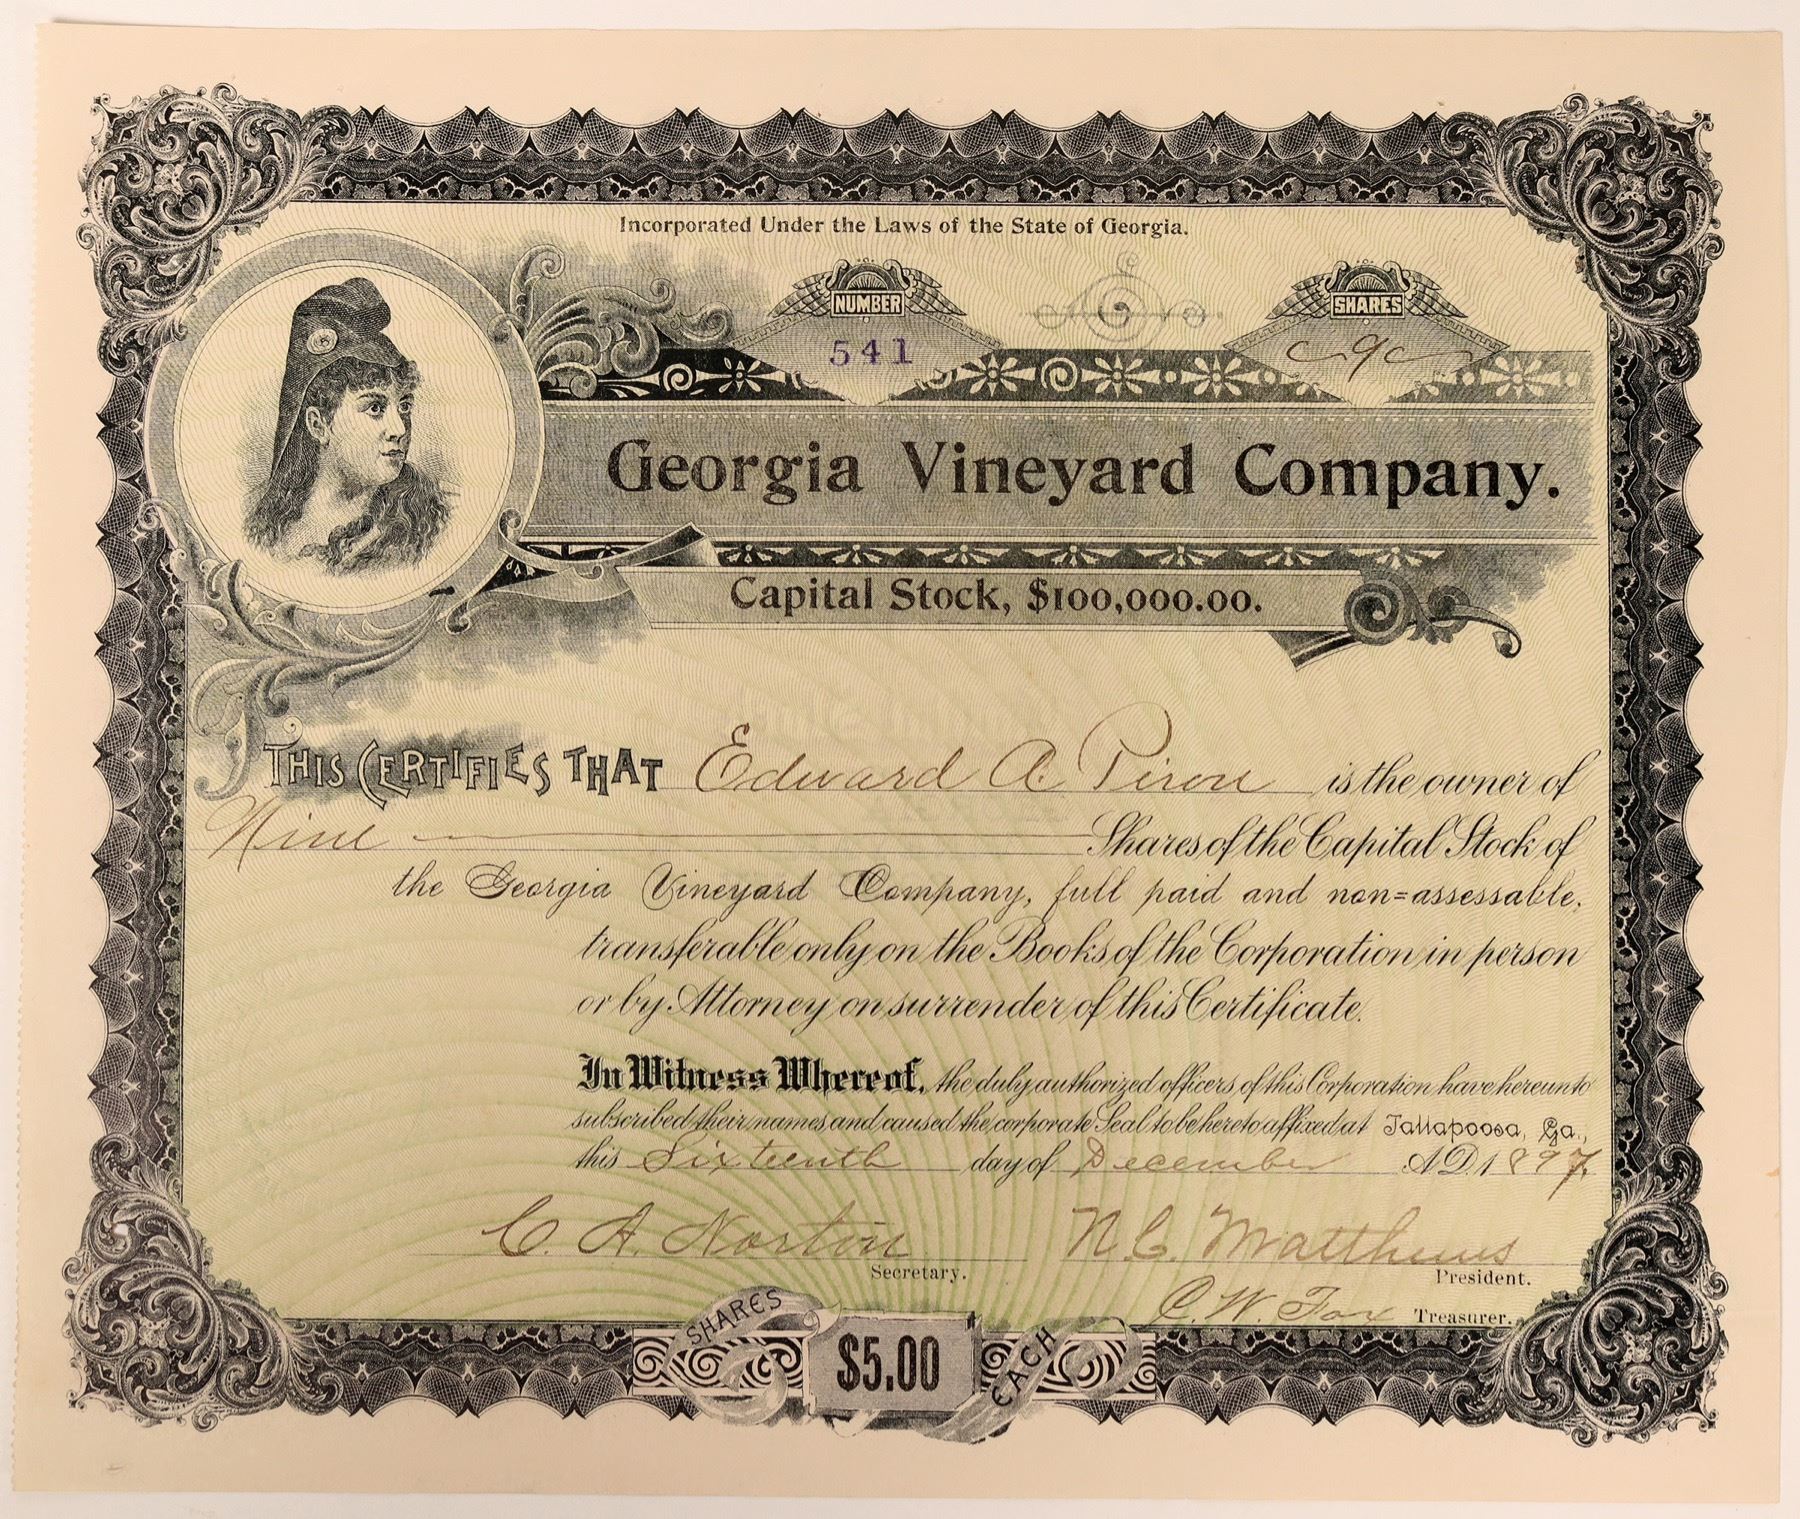 Incorporated Under the Laws of the State of Georgia.
NUMBER
541
SHARES
9
Georgia Vineyard Company.
Capital Stock, $100,000.00.
THIS CERTIFIES THAT Edward A. Piron is the owner of
Nine Shares of the Capital Stock of
the Georgia Vineyard Company, full paid and non=assessable,
transferable only on the Books of the Corporation in person
or by Attorney on surrender of this Certificate.
In Witness Whereof, the duly authorized officers, of this Corporation have hereunto
subscribed their names, and caused the corporate Seal to be hereto affixed at Tallapoosa, Ga.,
this Sixteenth day of December A.D. 1897.
C. A. Norton
Secretary.
N. C. Matthews
President.
C. W. Fox Treasurer.
SHARES
$5.00
EACH